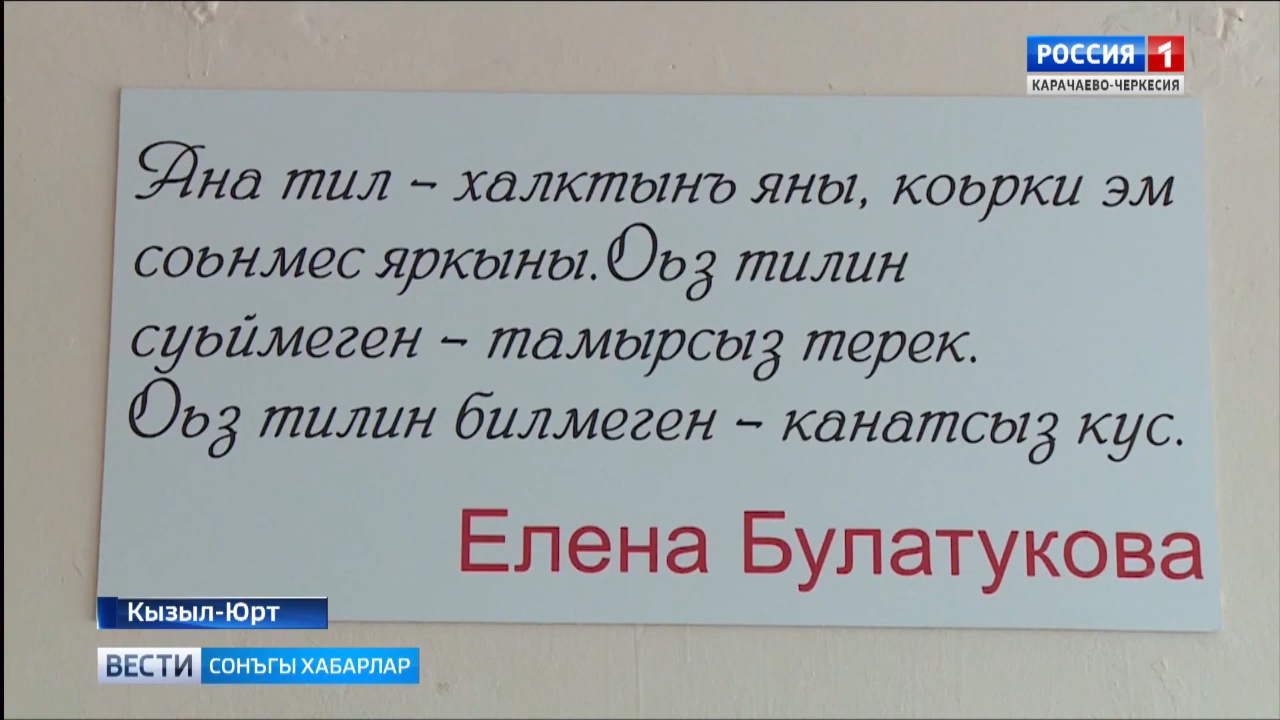 РОССИЯ 1
КАРАЧАЕВО-ЧЕРКЕСИЯ
Ана тил – халктынъ яны, коьрки эм
соьнмес яркыны. Оьз тилин
суьймеген – тамырсыз терек.
Оьз тилин билмеген – канатсыз кус.
Елена Булатукова
Кызыл-Юрт
ВЕСТИ СОНЪГЫ ХАБАРЛАР